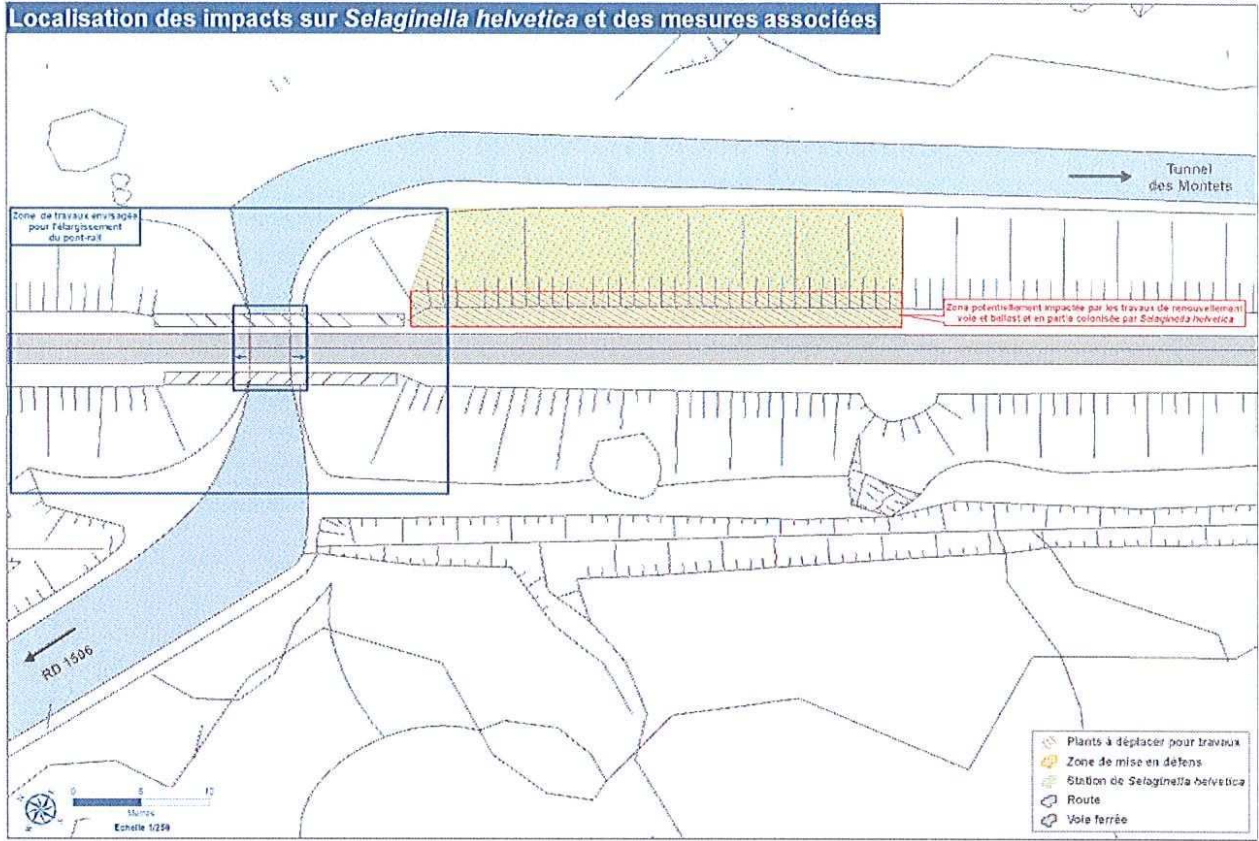 Localisation des impacts sur Selaginella helvetica et des mesures associées
Tunnel
des Montets
Zone de travaux envisagée
pour l'élargissement
du pont-rail
Zone potentiellement impactée par les travaux de renouvellement
voie et ballast et en partie colonisée par Selaginella helvetica
RD 1506
Plants à déplacer pour travaux
Zone de mise en défens
Station de Selaginella helvetica
Route
Voie ferrée
0
10
Mètres
Echelle 1/250